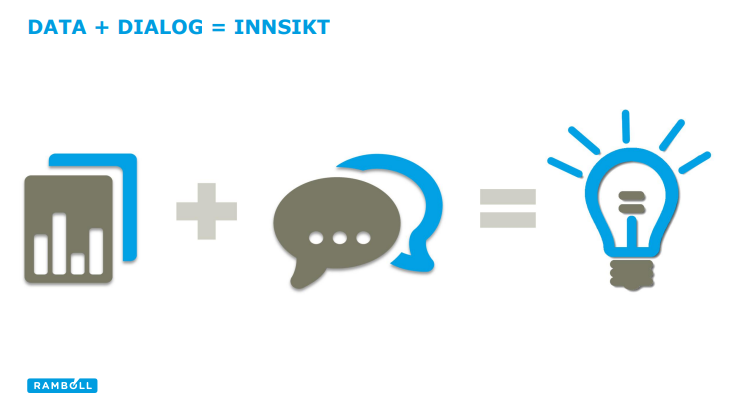 DATA + DIALOG = INNSIKT
RAMBOLL